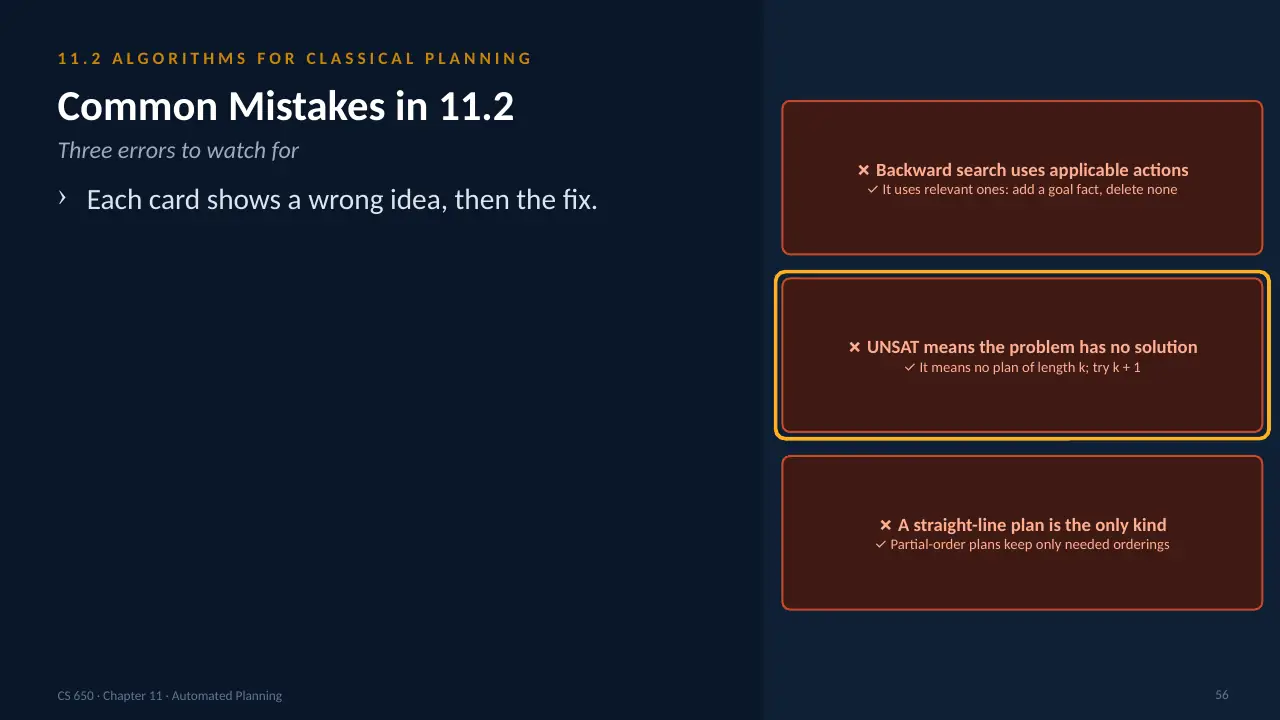 11.2 ALGORITHMS FOR CLASSICAL PLANNING
Common Mistakes in 11.2
Three errors to watch for
› Each card shows a wrong idea, then the fix.
× Backward search uses applicable actions
✓ It uses relevant ones: add a goal fact, delete none
× UNSAT means the problem has no solution
✓ It means no plan of length k; try k + 1
× A straight-line plan is the only kind
✓ Partial-order plans keep only needed orderings
CS 650 · Chapter 11 · Automated Planning
56